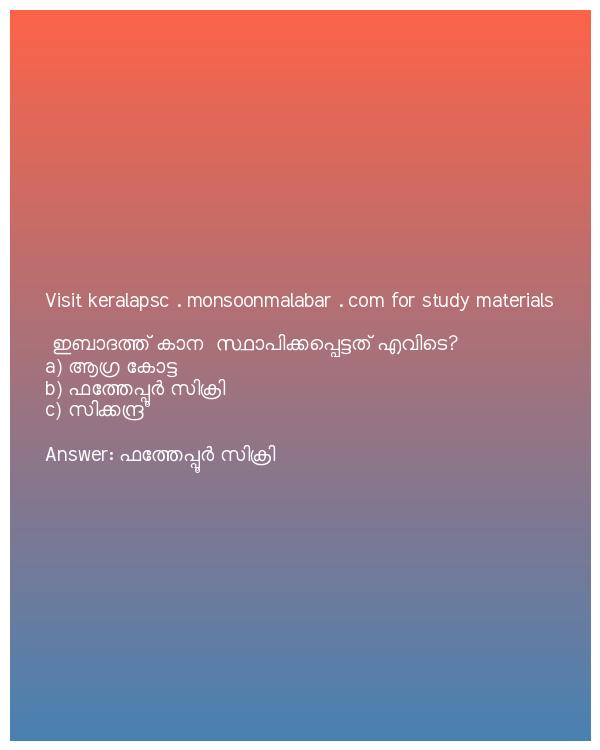 Visit keralapsc . monsoonmalabar . com for study materials
ഇബാദത്ത് കാന സ്ഥാപിക്കപ്പെട്ടത് എവിടെ?
a) ആഗ്ര കോട്ട
b) ഫത്തേപ്പൂർ സിക്രി
c) സിക്കന്ദ്ര
Answer: ഫത്തേപ്പൂർ സിക്രി